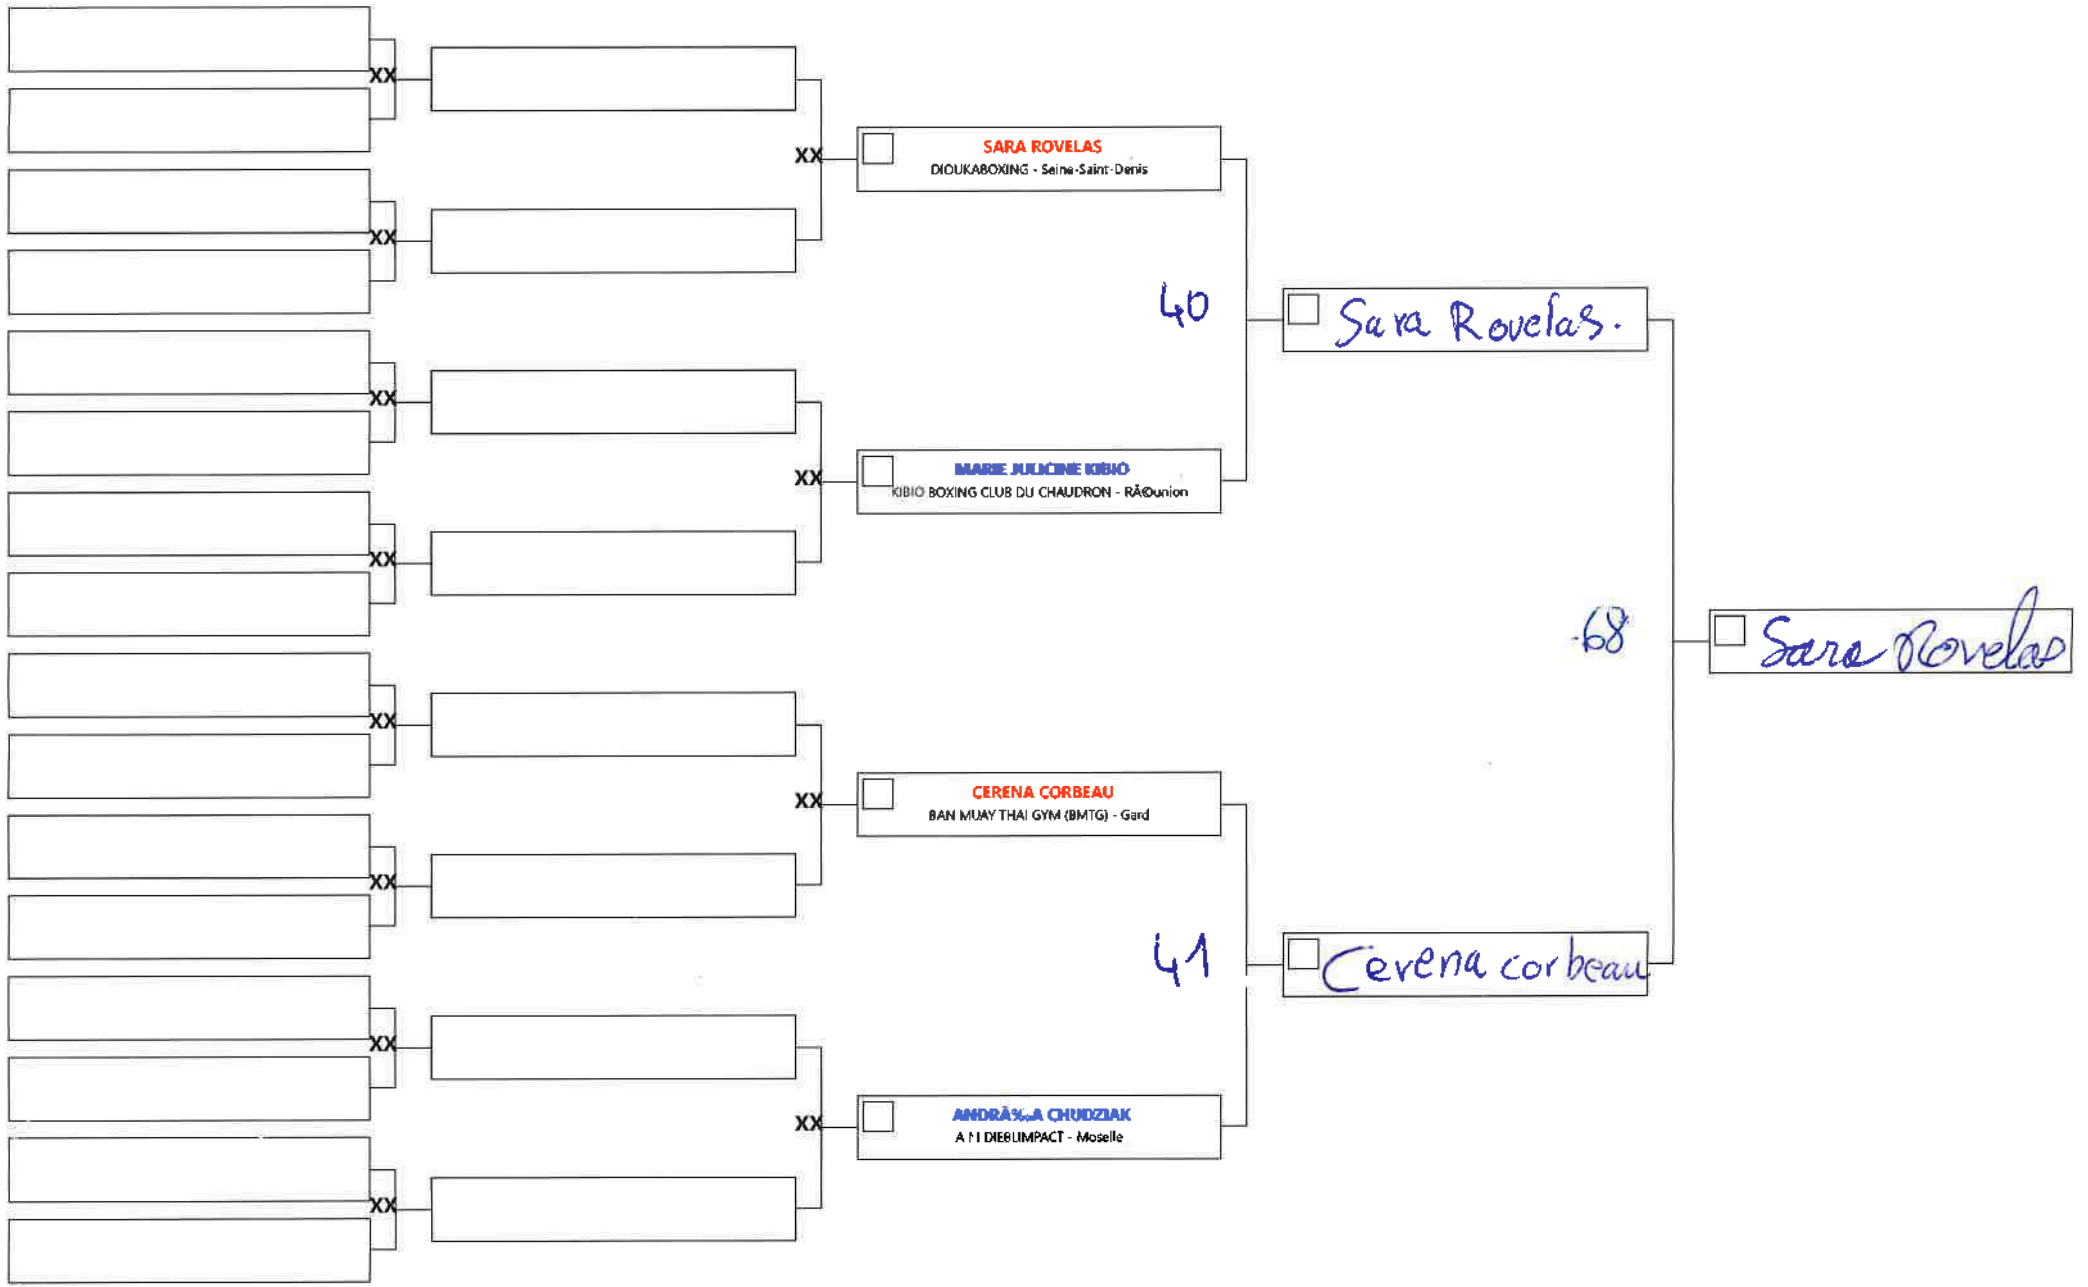 XX
XX
SARA ROVELAS
DIOUKABOXING - Seine-Saint-Denis
XX
40
Sara Rovelas.
XX
XX
MARIE JULICINE KIBIO
KIBIO BOXING CLUB DU CHAUDRON - RÃ©union
XX
68
Sara Rovelas
XX
XX
CERENA CORBEAU
BAN MUAY THAI GYM (BMTG) - Gard
XX
41
Cerena corbeau
XX
XX
ANDRÃ‰A CHUDZIAK
DIEBLIMPACT - Moselle
XX